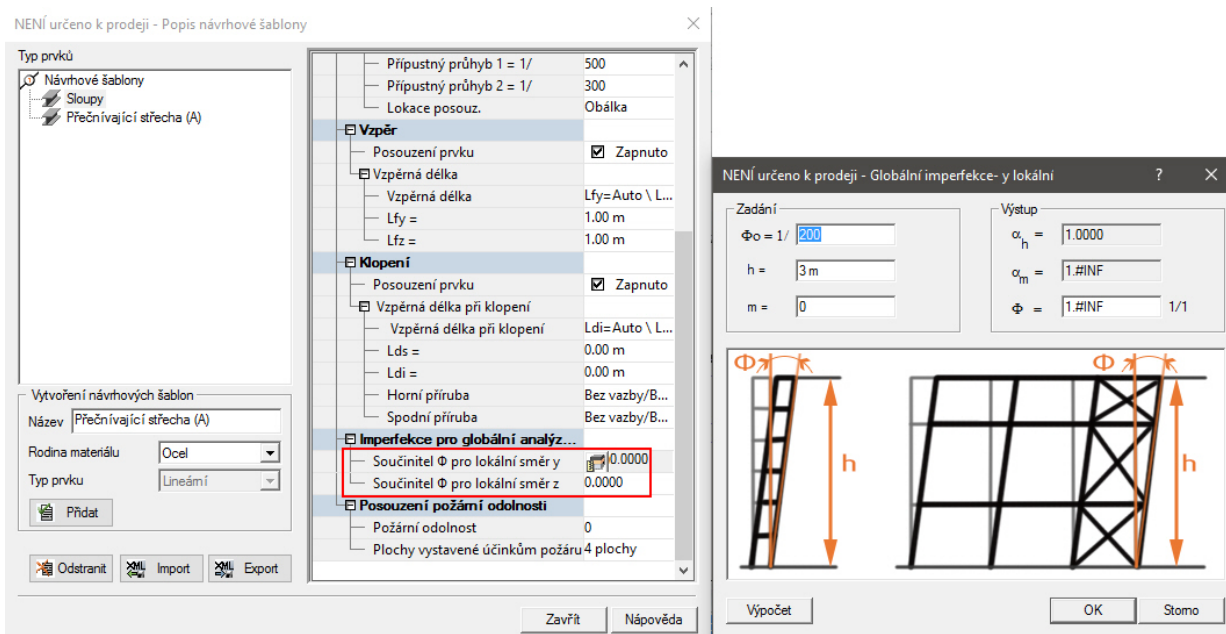 NENÍ určeno k prodeji - Popis návrhové šablony
Typ prvků
Návrhové šablony
Sloupy
Přečnívající střecha (A)
Vytvoření návrhových šablon
Název Přečnívající střecha (A)
Rodina materiálu Ocel
Typ prvku Lineární
Přidat
Odstranit XML Import XML Export
Přípustný průhyb 1 = 1/ 500
Přípustný průhyb 2 = 1/ 300
Lokace posouz. Obálka
Vzpěr
Posouzení prvku Zapnuto
Vzpěrná délka
Vzpěrná délka Lfy=Auto \ L...
Lfy = 1.00 m
Lfz = 1.00 m
Klopení
Posouzení prvku Zapnuto
Vzpěrná délka při klopení
Vzpěrná délka při klopení Ldi=Auto \ L...
Lds = 0.00 m
Ldi = 0.00 m
Horní příruba Bez vazby/B...
Spodní příruba Bez vazby/B...
Imperfekce pro globální analýz...
Součinitel Φ pro lokální směr y 0.0000
Součinitel Φ pro lokální směr z 0.0000
Posouzení požární odolnosti
Požární odolnost 0
Plochy vystavené účinkům požáru 4 plochy
Zavřít Nápověda
NENÍ určeno k prodeji - Globální imperfekce- y lokální ? ×
Zadání
Φo = 1/ 200
h = 3 m
m = 0
Výstup
αh = 1.0000
αm = 1.#INF
Φ = 1.#INF 1/1
Φ Φ
h h
Výpočet OK Storno